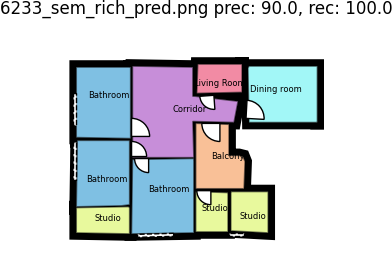 6233_sem_rich_pred.png prec: 90.0, rec: 100.0
Living Room
Dining room
Bathroom
Corridor
Balcony
Bathroom
Bathroom
Studio
Studio
Studio